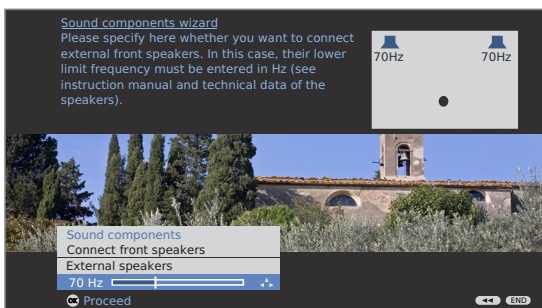 Sound components wizard
Please specify here whether you want to connect
external front speakers. In this case, their lower
limit frequency must be entered in Hz (see
instruction manual and technical data of the
speakers).
70Hz 70Hz
Sound components
Connect front speakers
External speakers
70 Hz
OK Proceed
END